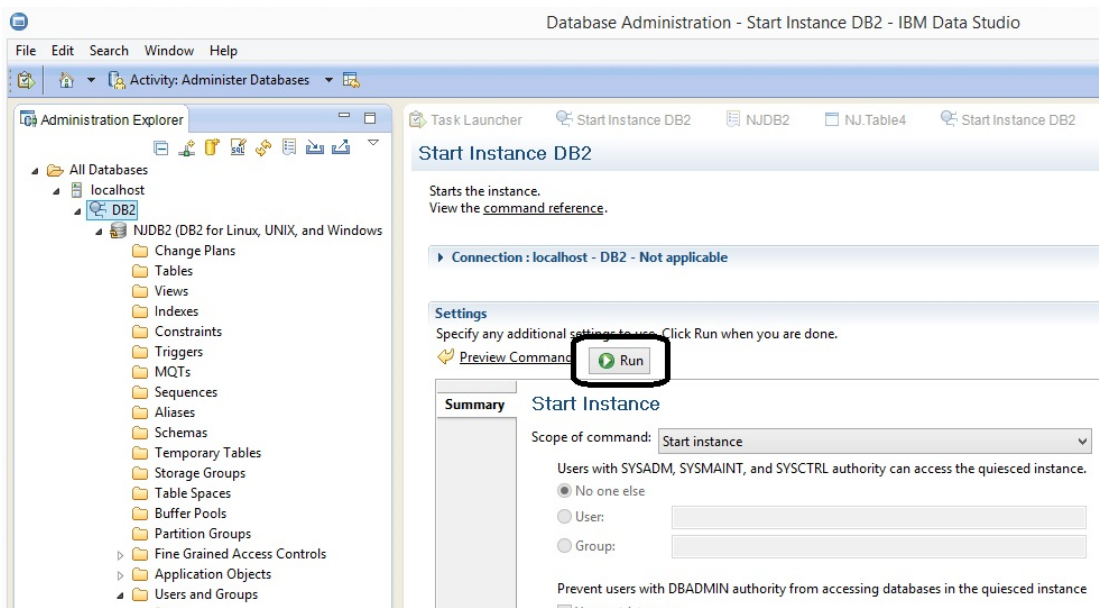 Database Administration - Start Instance DB2 - IBM Data Studio
File Edit Search Window Help
Activity: Administer Databases
Administration Explorer
All Databases
localhost
DB2
NJDB2 (DB2 for Linux, UNIX, and Windows
Change Plans
Tables
Views
Indexes
Constraints
Triggers
MQTs
Sequences
Aliases
Schemas
Temporary Tables
Storage Groups
Table Spaces
Buffer Pools
Partition Groups
Fine Grained Access Controls
Application Objects
Users and Groups
Task Launcher Start Instance DB2 NJDB2 NJ.Table4 Start Instance DB2
Start Instance DB2
Starts the instance.
View the command reference.
Connection : localhost - DB2 - Not applicable
Settings
Specify any additional settings to use. Click Run when you are done.
Preview Command Run
Summary
Start Instance
Scope of command: Start instance
Users with SYSADM, SYSMAINT, and SYSCTRL authority can access the quiesced instance.
No one else
User:
Group:
Prevent users with DBADMIN authority from accessing databases in the quiesced instance